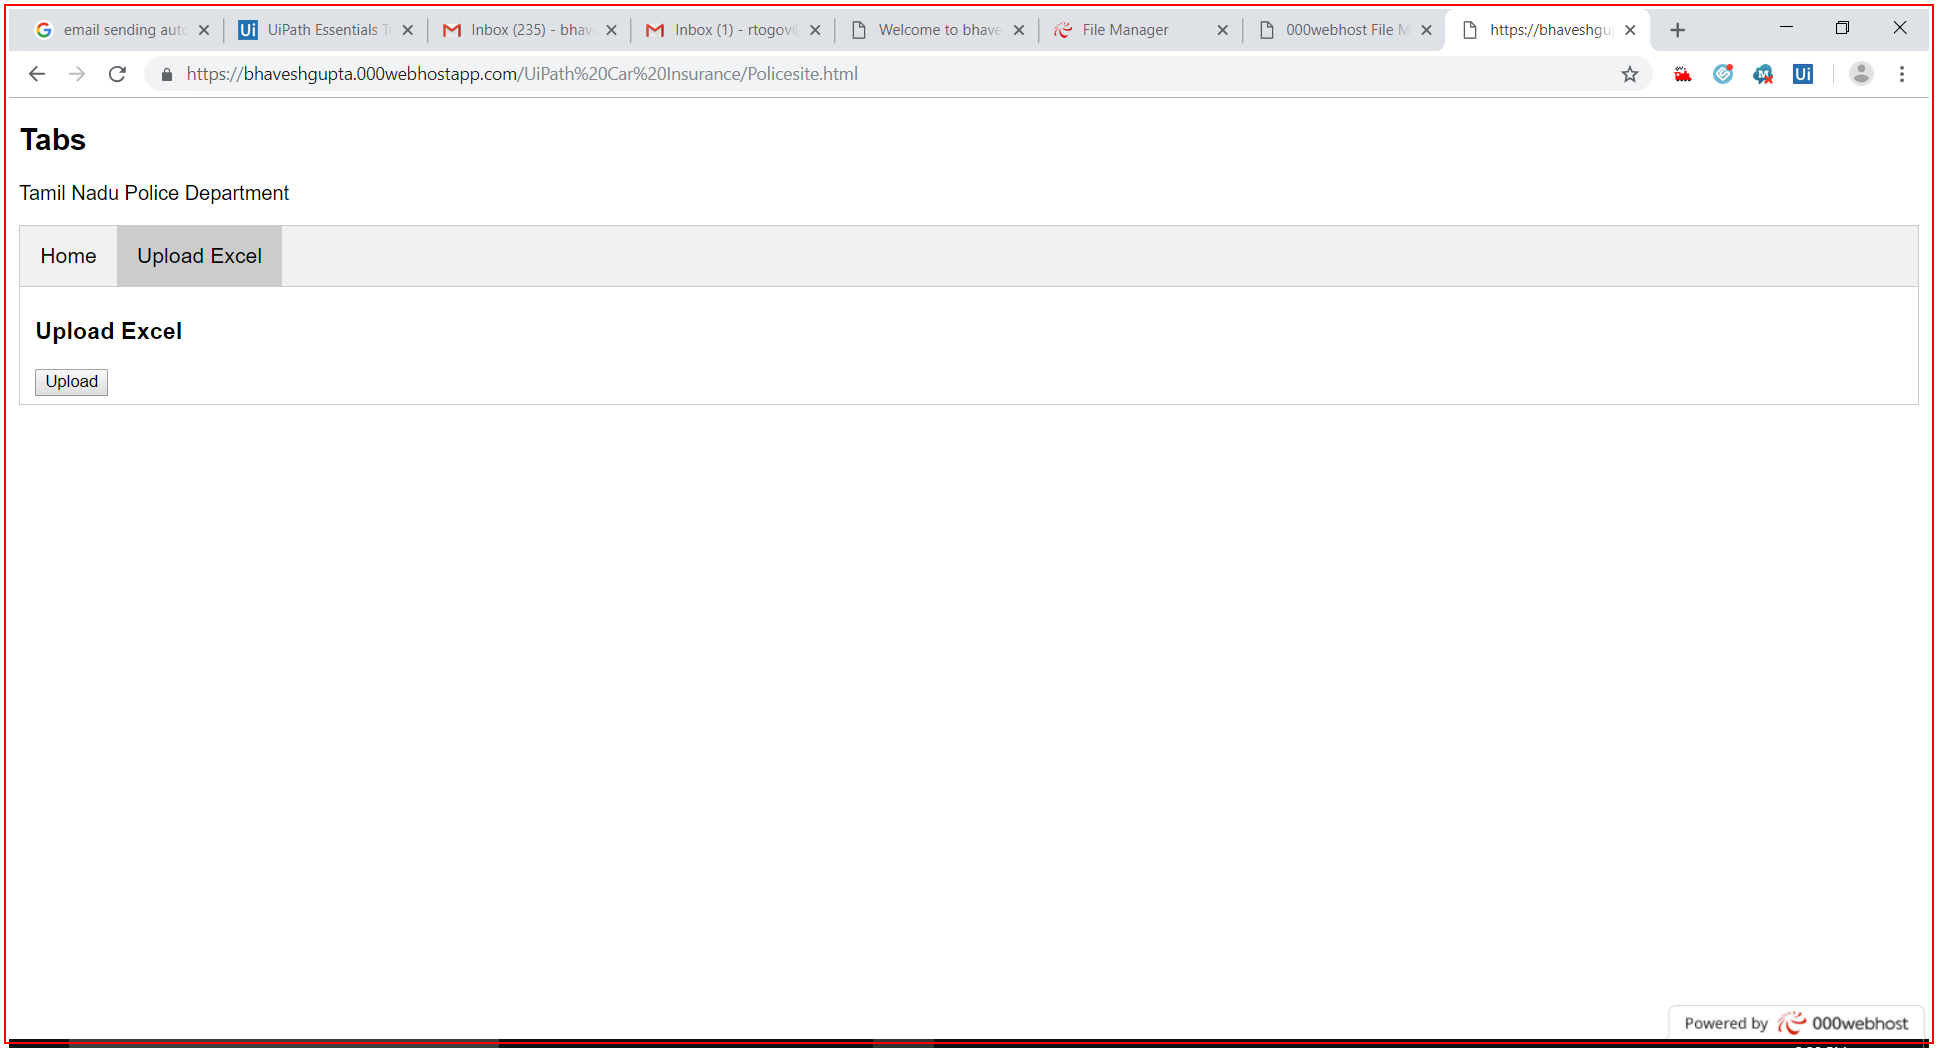 email sending auto
UiPath Essentials T
Inbox (235) - bhave
Inbox (1) - rtogov@
Welcome to bhave
File Manager
000webhost File M
https://bhaveshgu
https://bhaveshgupta.000webhostapp.com/UiPath%20Car%20Insurance/Policesite.html
Ui
Tabs
Tamil Nadu Police Department
Home
Upload Excel
Upload Excel
Upload
Powered by 000webhost